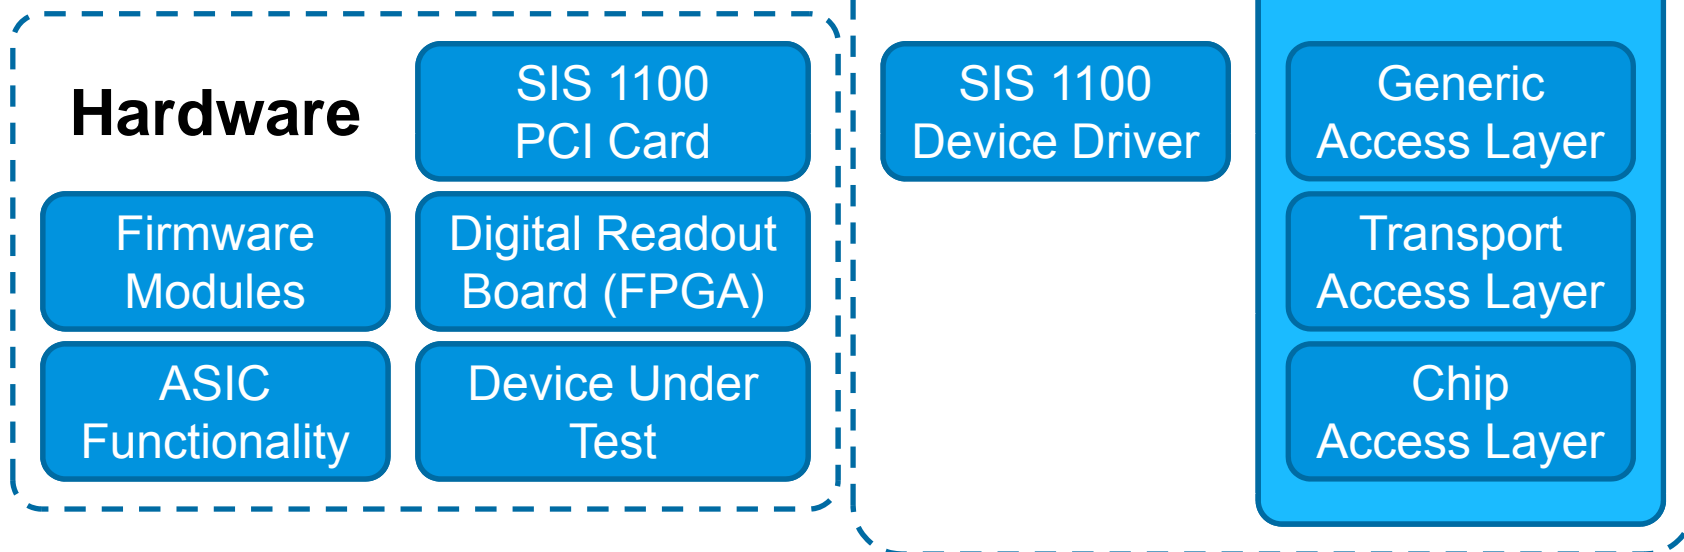 Hardware
SIS 1100
PCI Card
SIS 1100
Device Driver
Generic
Access Layer
Firmware
Modules
Digital Readout
Board (FPGA)
Transport
Access Layer
ASIC
Functionality
Device Under
Test
Chip
Access Layer